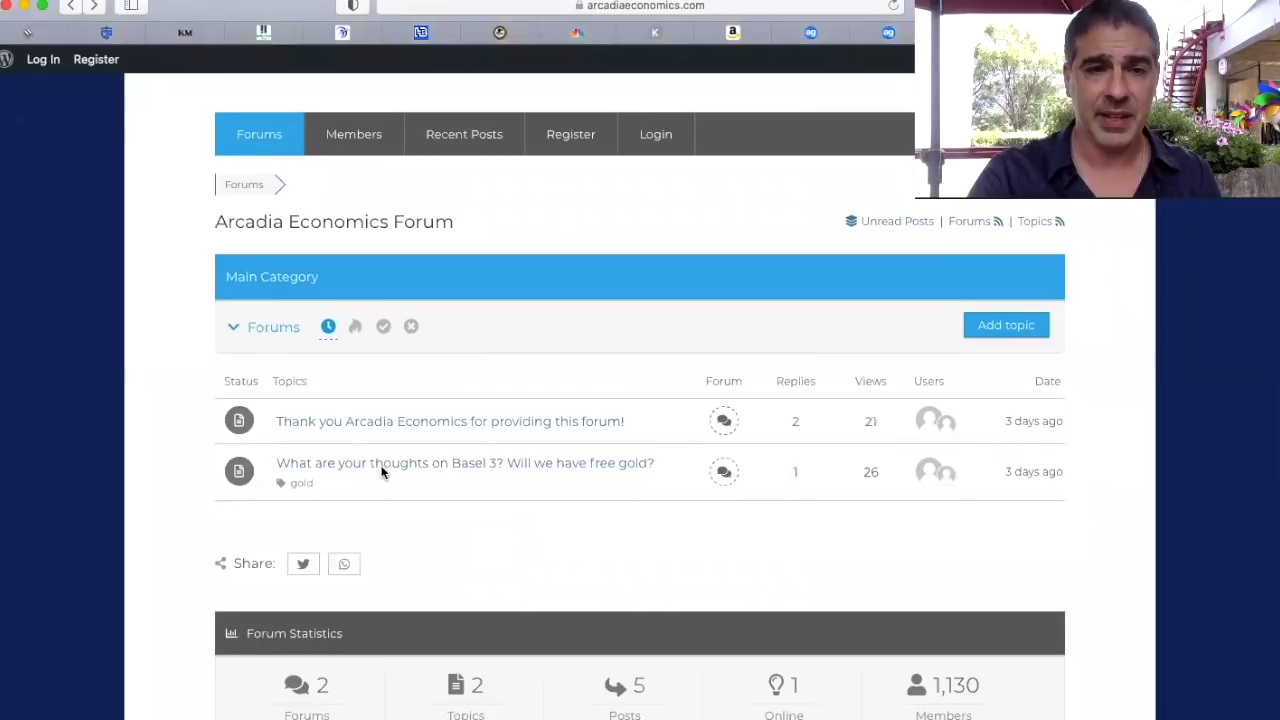 arcadiaeconomics.com
KM
NB
K
a
ag
ag
Log In Register
Forums Members Recent Posts Register Login
Forums
Arcadia Economics Forum
Unread Posts | Forums | Topics
Main Category
Forums
Add topic
Status Topics Forum Replies Views Users Date
Thank you Arcadia Economics for providing this forum! 2 21 3 days ago
What are your thoughts on Basel 3? Will we have free gold? 1 26 3 days ago
gold
Share:
Forum Statistics
2 2 5 1 1,130
Forums Topics Posts Online Members